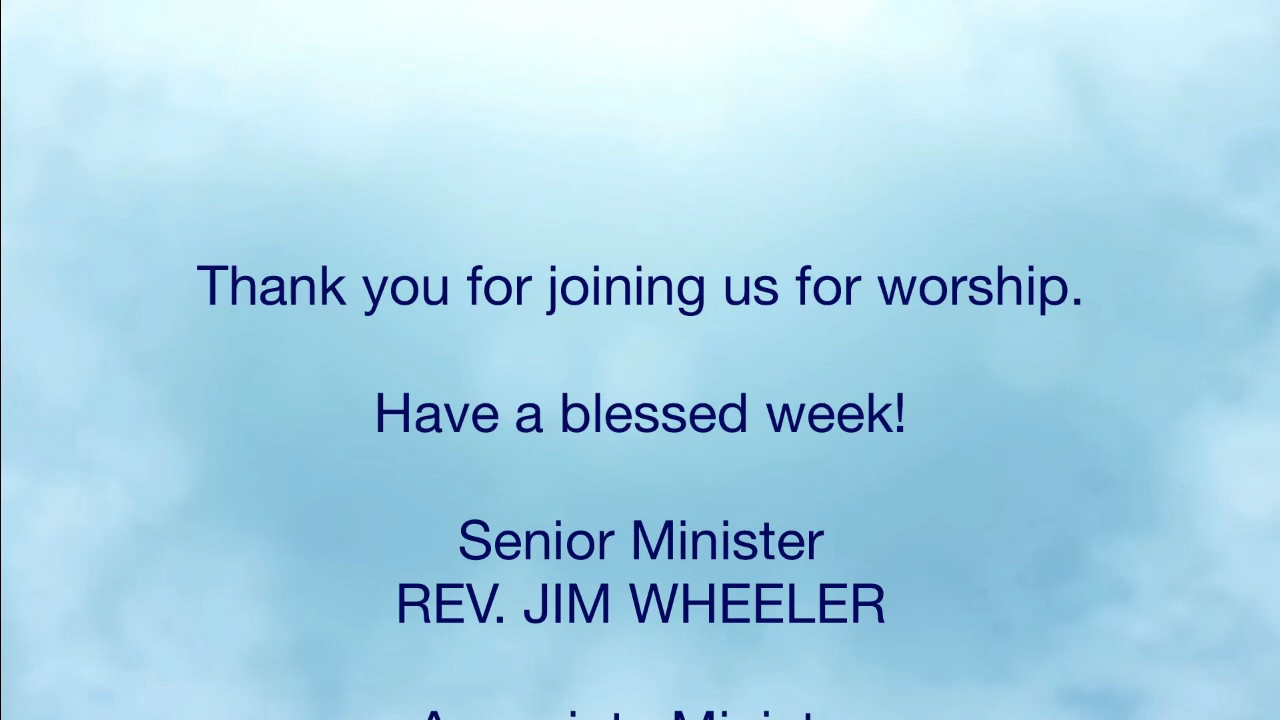 Thank you for joining us for worship.
Have a blessed week!
Senior Minister
REV. JIM WHEELER